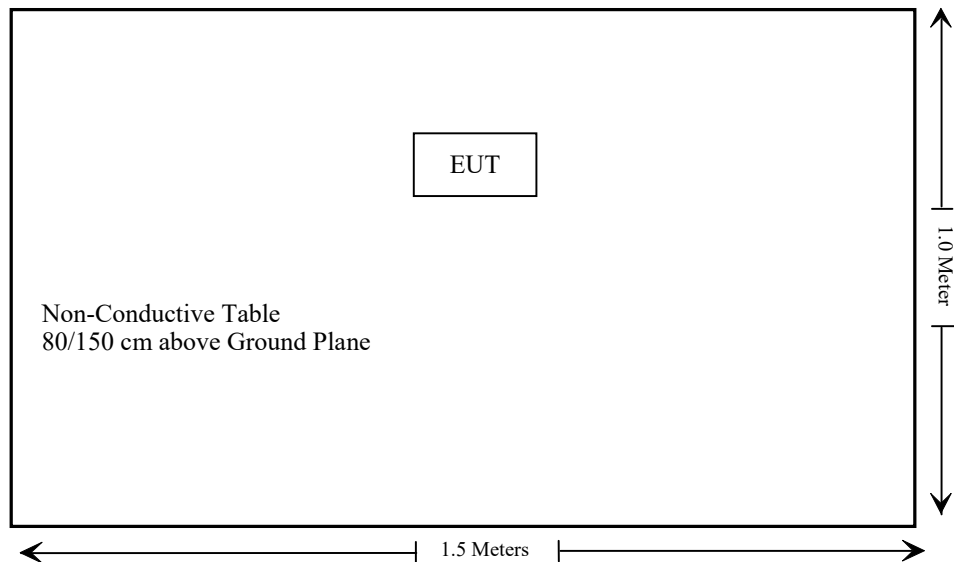 EUT
1.0 Meter
Non-Conductive Table
80/150 cm above Ground Plane
1.5 Meters